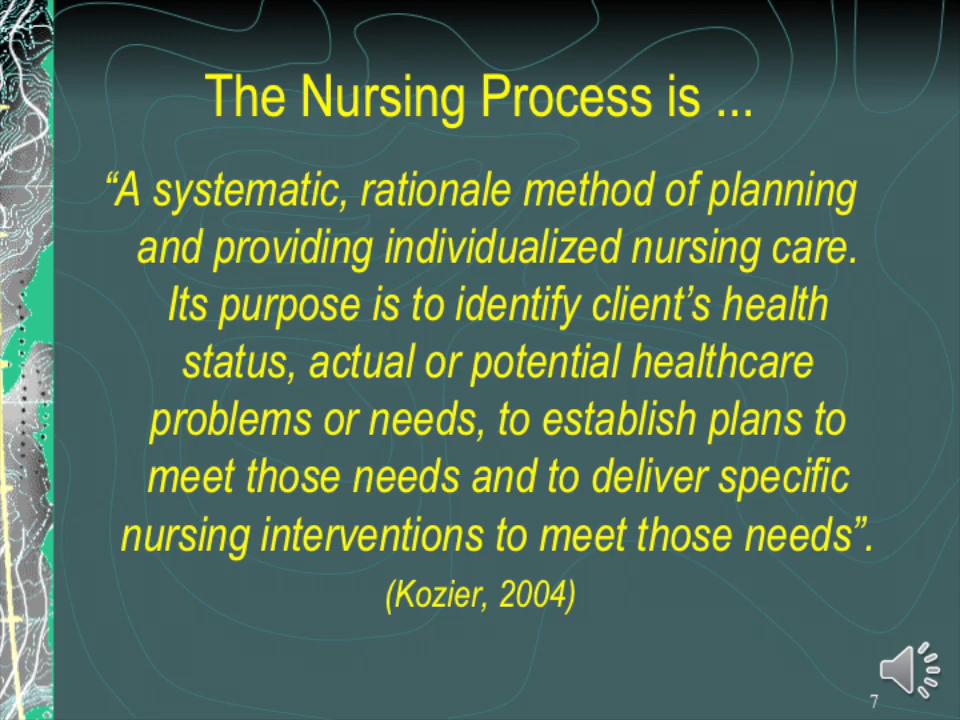 The Nursing Process is ...
“A systematic, rationale method of planning
and providing individualized nursing care.
Its purpose is to identify client’s health
status, actual or potential healthcare
problems or needs, to establish plans to
meet those needs and to deliver specific
nursing interventions to meet those needs”.
(Kozier, 2004)
7